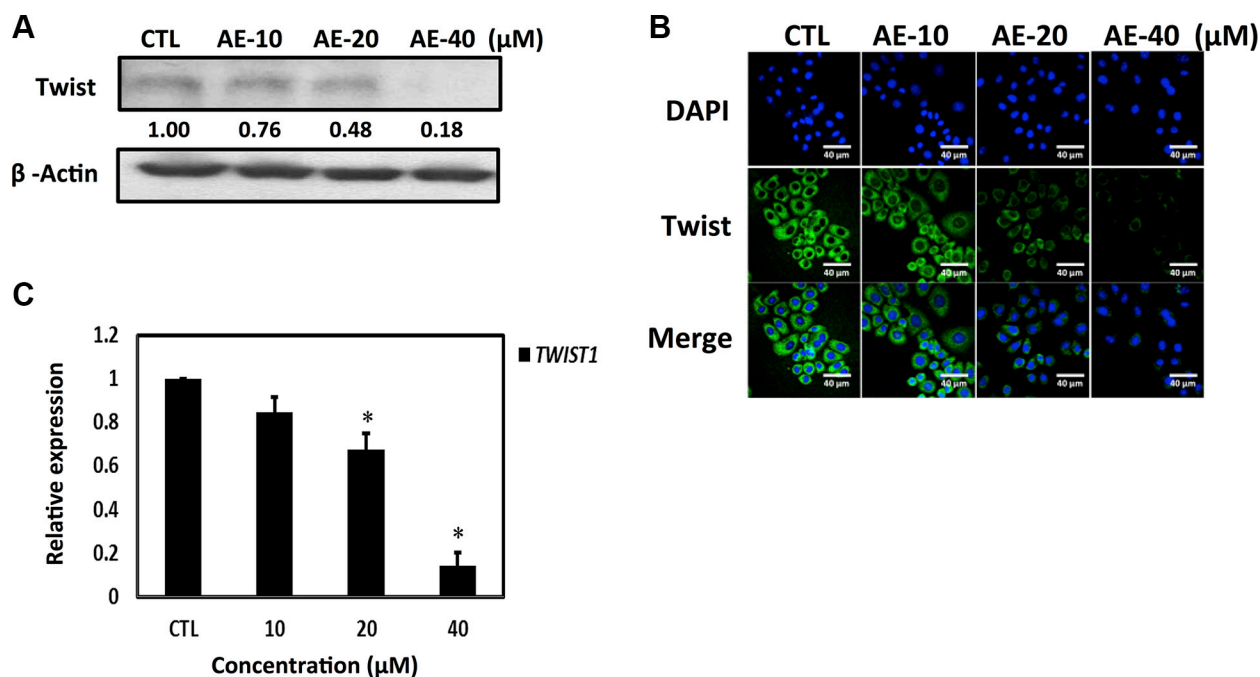 A
CTL AE-10 AE-20 AE-40 (μM)
Twist
1.00 0.76 0.48 0.18
β -Actin
B
CTL AE-10 AE-20 AE-40 (μM)
DAPI
40 μm 40 μm 40 μm 40 μm
Twist
40 μm 40 μm 40 μm 40 μm
Merge
40 μm 40 μm 40 μm 40 μm
C
Relative expression
1.2
1
0.8
0.6
0.4
0.2
0
* *
TWIST1
CTL 10 20 40
Concentration (μM)